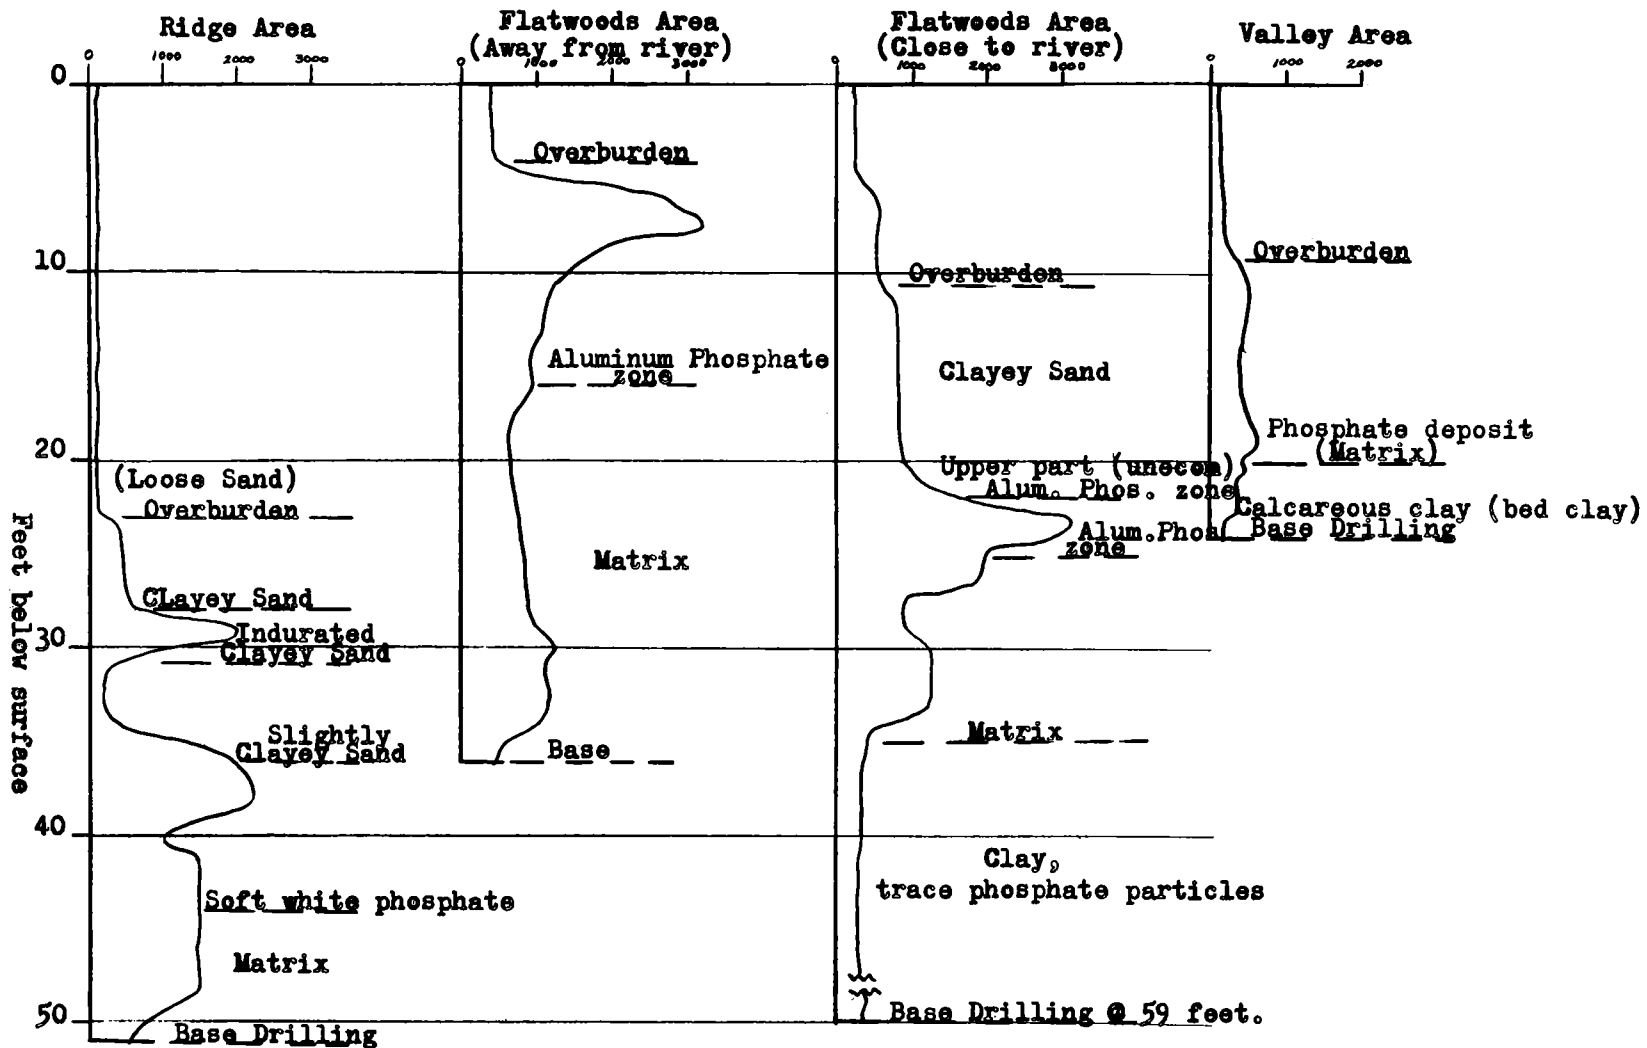 Ridge Area
Flatwoods Area
(Away from river)
Flatwoods Area
(Close to river)
Valley Area
0 1000 2000 3000
0 1000 2000 3000
0 1000 2000 3000
0 1000 2000
Feet below surface
0
10
20
30
40
50
(Loose Sand)
Overburden
CLayey Sand
Indurated
Clayey Sand
Slightly
Clayey Sand
Soft white phosphate
Matrix
Base Drilling
Overburden
Aluminum Phosphate
zone
Matrix
Base
Overburden
Clayey Sand
Upper part (unecom)
Alum. Phos. zone
Alum.Phos
zone
Matrix
Clay,
trace phosphate particles
Base Drilling @ 59 feet.
Overburden
Phosphate deposit
(Matrix)
Calcareous clay (bed clay)
Base Drilling